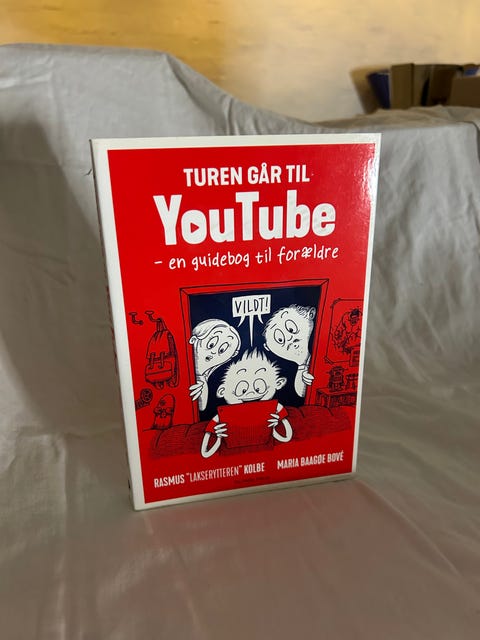 TUREN GÅR TIL
YouTube
- en guidebog til forældre
VILDT!
RASMUS "LAKSERYTTEREN" KOLBE MARIA BAAGØE BOVÉ